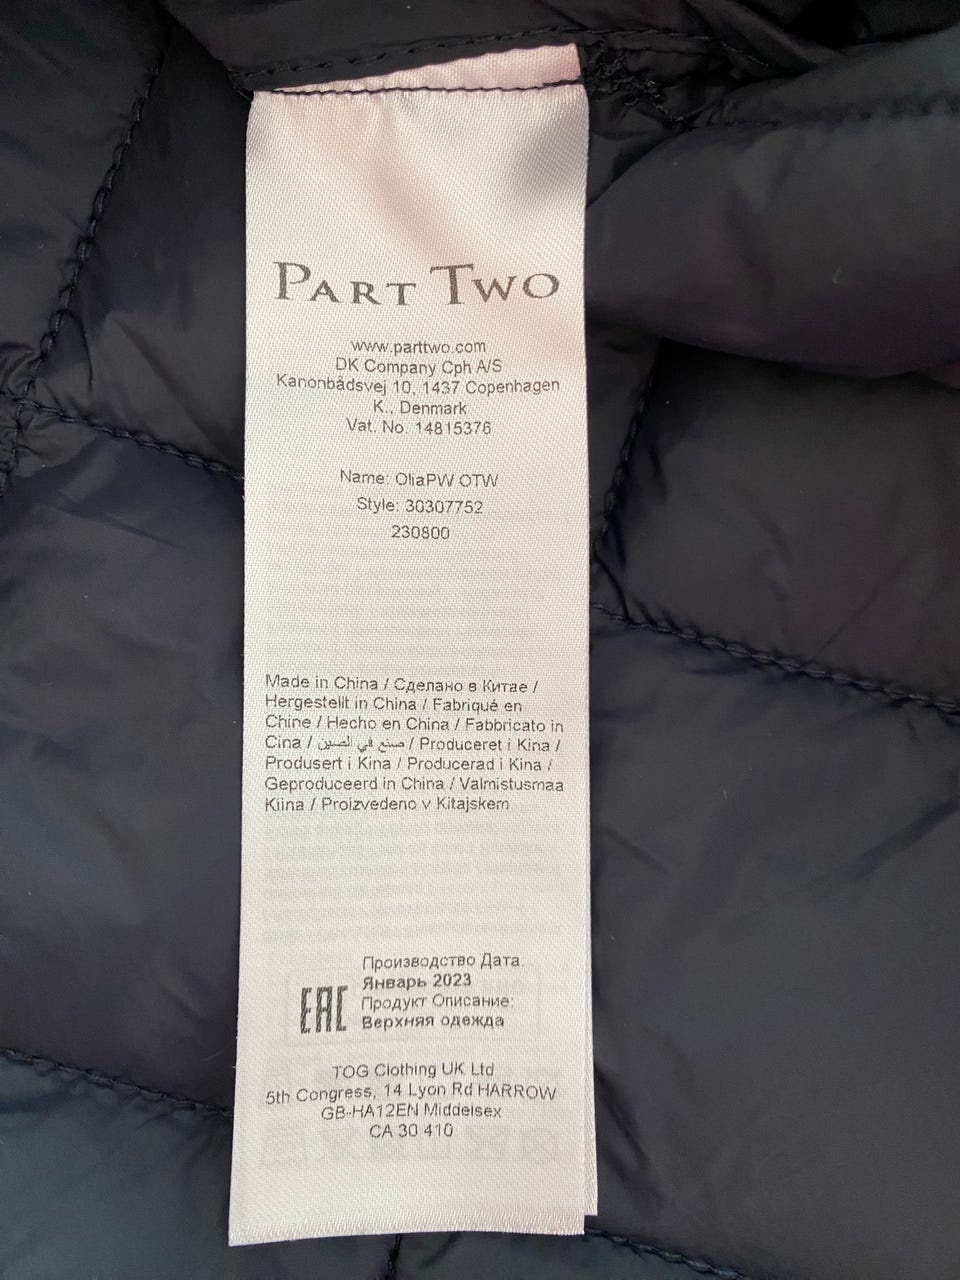 PART TWO
www.parttwo.com
DK Company Cph A/S
Kanonbådsvej 10, 1437 Copenhagen
K., Denmark
Vat. No. 14815376
Name: OliaPW OTW
Style: 30307752
230800
Made in China / Сделано в Китае /
Hergestellt in China / Fabriqué en
Chine / Hecho en China / Fabbricato in
Cina / صنع في لصين / Produceret i Kina /
Produsert i Kina / Producerad i Kina /
Geproduceerd in China / Valmistusmaa
Kiina / Proizvedeno v Kitajskem
Производство Дата:
Январь 2023
EAC Продукт Описание:
Верхняя одежда
TOG Clothing UK Ltd
5th Congress, 14 Lyon Rd HARROW
GB-HA12EN Middelsex
CA 30 410